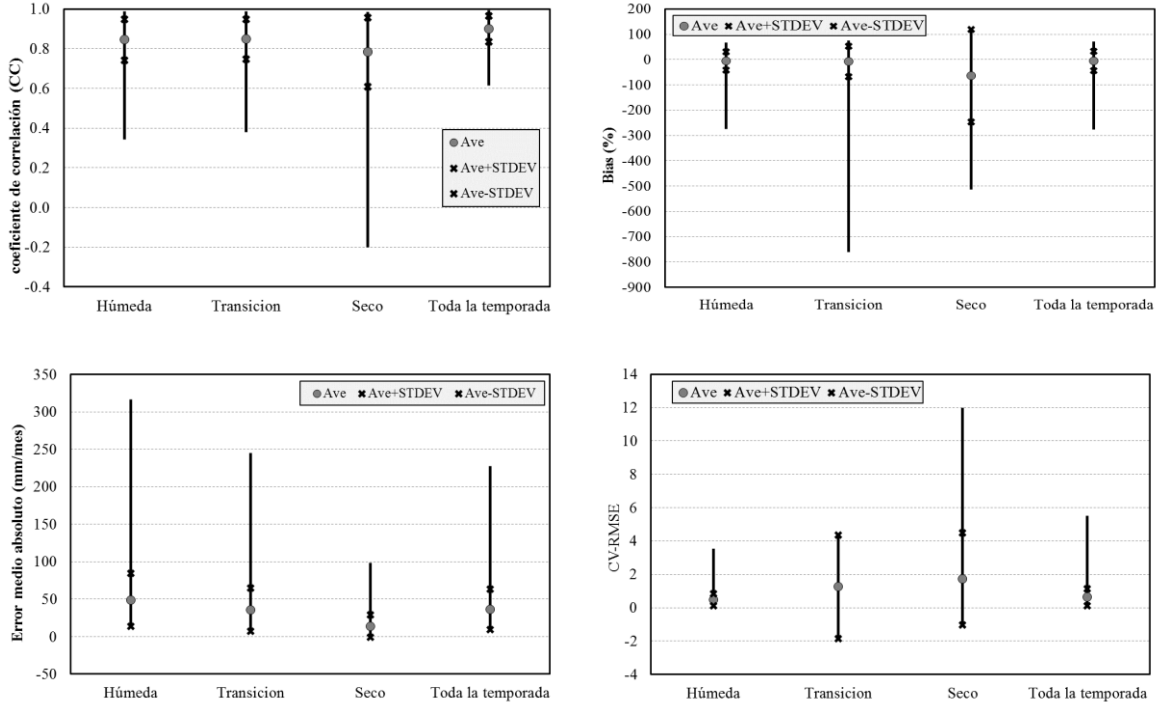 coeficiente de correlación (CC)
1.0
0.8
0.6
0.4
0.2
0.0
-0.2
-0.4
Ave
Ave+STDEV
Ave-STDEV
Húmeda Transicion Seco Toda la temporada
Bias (%)
200
100
0
-100
-200
-300
-400
-500
-600
-700
-800
-900
Ave Ave+STDEV Ave-STDEV
Húmeda Transicion Seco Toda la temporada
Error medio absoluto (mm/mes)
350
300
250
200
150
100
50
0
-50
Ave Ave+STDEV Ave-STDEV
Húmeda Transicion Seco Toda la temporada
CV-RMSE
14
12
10
8
6
4
2
0
-2
-4
Ave Ave+STDEV Ave-STDEV
Húmeda Transicion Seco Toda la temporada